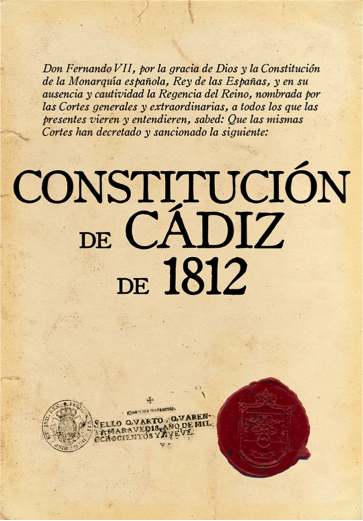 Don Fernando VII, por la gracia de Dios y la Constitución
de la Monarquía española, Rey de las Españas, y en su
ausencia y cautividad la Regencia del Reino, nombrada por
las Cortes generales y extraordinarias, a todos los que las
presentes vieren y entendieren, sabed: Que las mismas
Cortes han decretado y sancionado la siguiente:
CONSTITUCIÓN
DE CÁDIZ
DE 1812
SELLO QVARTO, QVAREN-
TAMARAVEDIS, AÑO DE MIL
OCHOCIENTOS Y